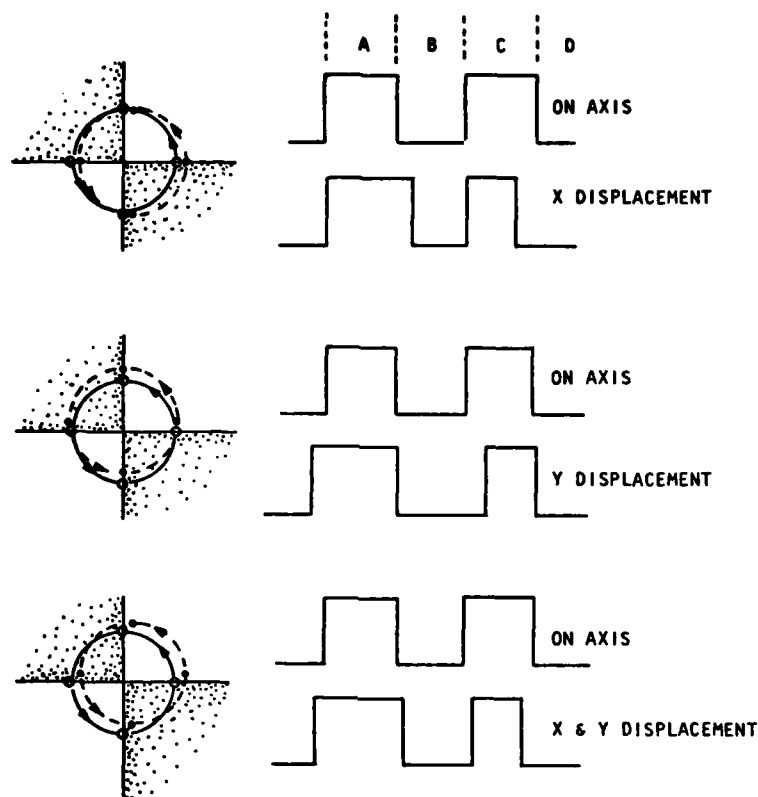 A B C D
ON AXIS
X DISPLACEMENT
ON AXIS
Y DISPLACEMENT
ON AXIS
X & Y DISPLACEMENT